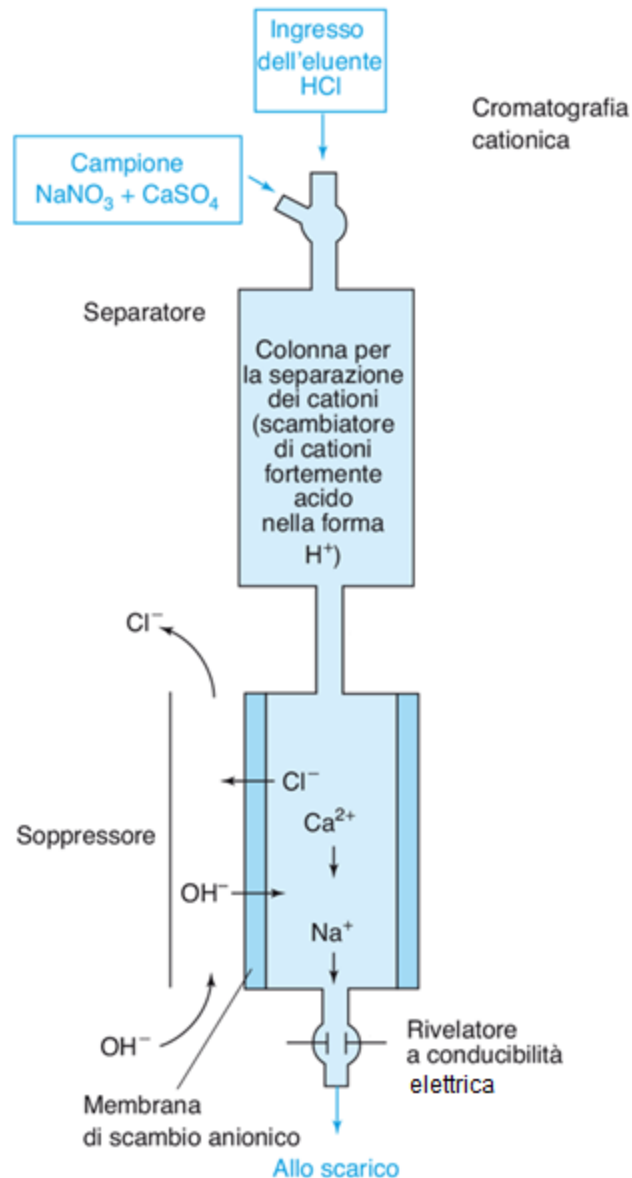 Ingresso
dell'eluente
HCl
Cromatografia
cationica
Campione
NaNO₃ + CaSO₄
Separatore
Colonna per
la separazione
dei cationi
(scambiatore
di cationi
fortemente
acido
nella forma
H⁺)
Cl⁻
Cl⁻
Ca²⁺
Soppressore
OH⁻
Na⁺
OH⁻
Rivelatore
a conducibilità
elettrica
Membrana
di scambio anionico
Allo scarico